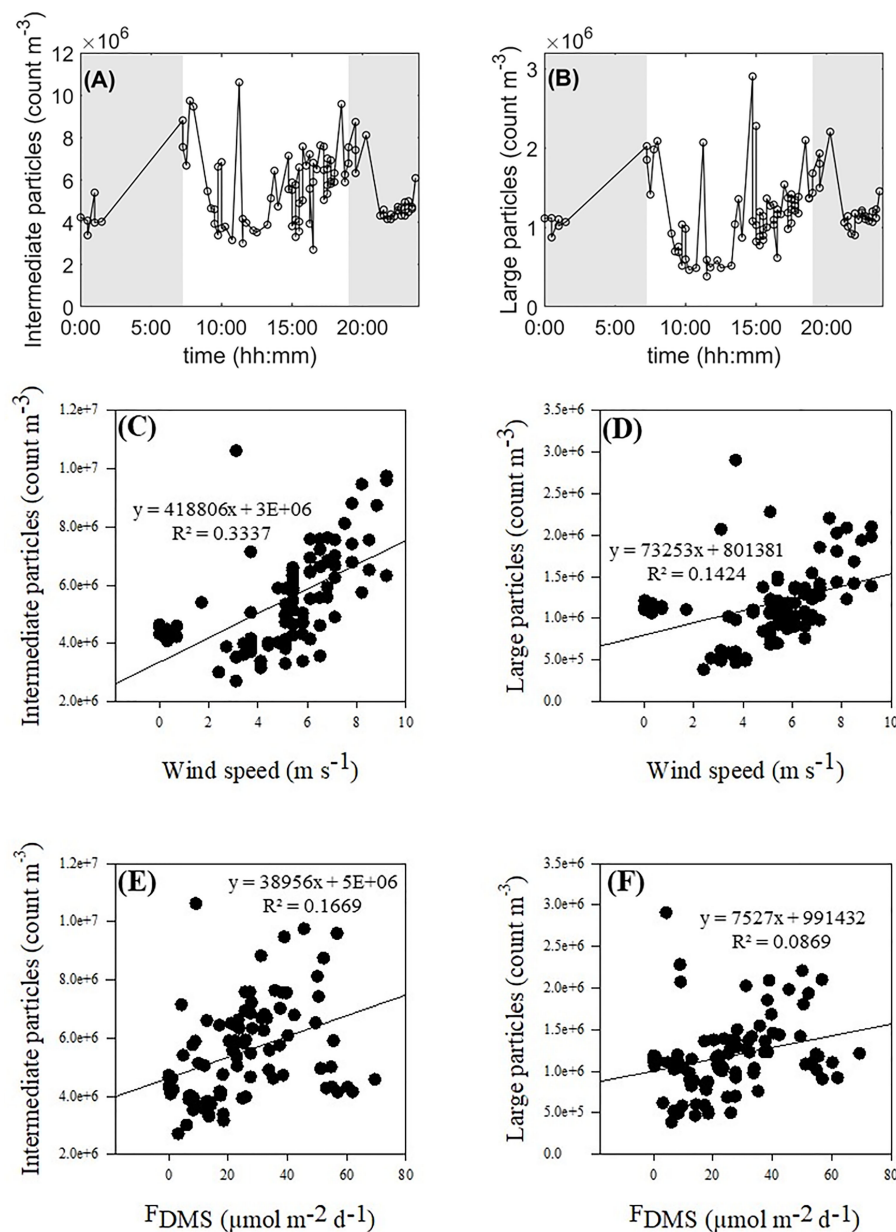 ×10⁶
(A)
Intermediate particles (count m⁻³)
12
10
8
6
4
2
0
0:00 5:00 10:00 15:00 20:00
time (hh:mm)
×10⁶
(B)
Large particles (count m⁻³)
3
2
1
0
0:00 5:00 10:00 15:00 20:00
time (hh:mm)
(C)
Intermediate particles (count m⁻³)
1.2e+7
1.0e+7
8.0e+6
6.0e+6
4.0e+6
2.0e+6
y = 418806x + 3E+06
R² = 0.3337
0 2 4 6 8 10
Wind speed (m s⁻¹)
(D)
Large particles (count m⁻³)
3.5e+6
3.0e+6
2.5e+6
2.0e+6
1.5e+6
1.0e+6
5.0e+5
0.0
y = 73253x + 801381
R² = 0.1424
0 2 4 6 8 10
Wind speed (m s⁻¹)
(E)
Intermediate particles (count m⁻³)
1.2e+7
1.0e+7
8.0e+6
6.0e+6
4.0e+6
2.0e+6
y = 38956x + 5E+06
R² = 0.1669
0 20 40 60 80
FDMS (µmol m⁻² d⁻¹)
(F)
Large particles (count m⁻³)
3.5e+6
3.0e+6
2.5e+6
2.0e+6
1.5e+6
1.0e+6
5.0e+5
0.0
y = 7527x + 991432
R² = 0.0869
0 20 40 60 80
FDMS (µmol m⁻² d⁻¹)